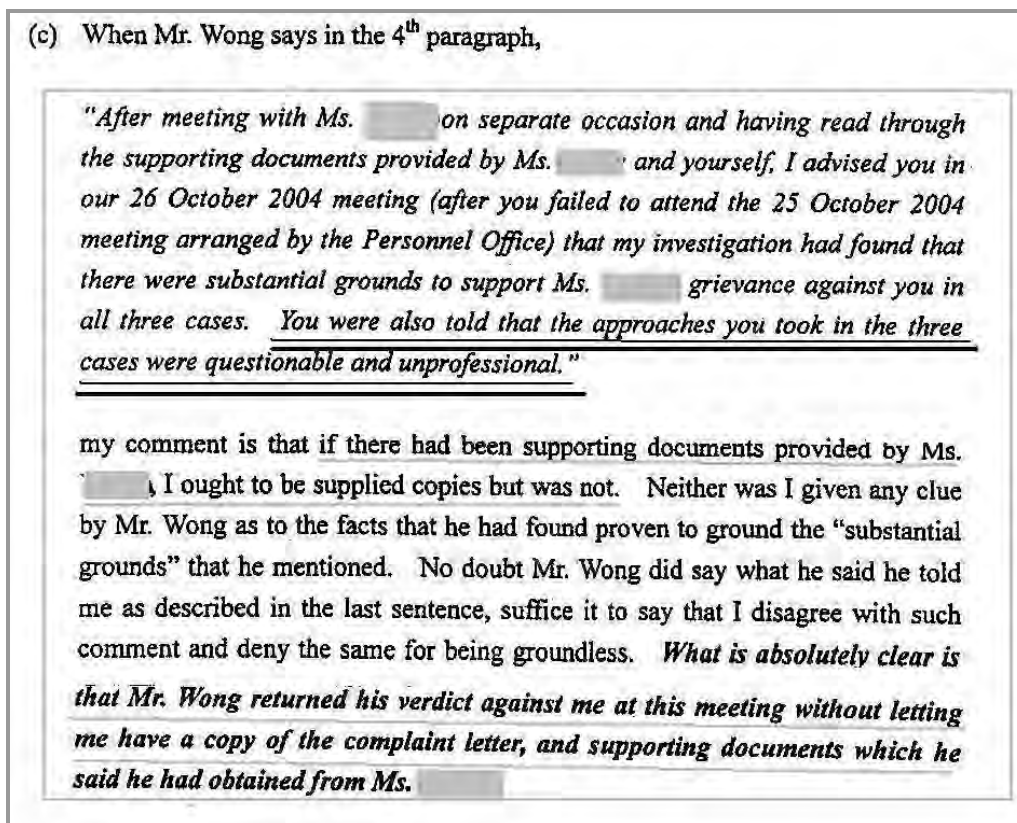 (c) When Mr. Wong says in the 4th paragraph,
"After meeting with Ms. on separate occasion and having read through
the supporting documents provided by Ms. and yourself, I advised you in
our 26 October 2004 meeting (after you failed to attend the 25 October 2004
meeting arranged by the Personnel Office) that my investigation had found that
there were substantial grounds to support Ms. grievance against you in
all three cases. You were also told that the approaches you took in the three
cases were questionable and unprofessional."
my comment is that if there had been supporting documents provided by Ms.
, I ought to be supplied copies but was not. Neither was I given any clue
by Mr. Wong as to the facts that he had found proven to ground the "substantial
grounds" that he mentioned. No doubt Mr. Wong did say what he said he told
me as described in the last sentence, suffice it to say that I disagree with such
comment and deny the same for being groundless. What is absolutely clear is
that Mr. Wong returned his verdict against me at this meeting without letting
me have a copy of the complaint letter, and supporting documents which he
said he had obtained from Ms.